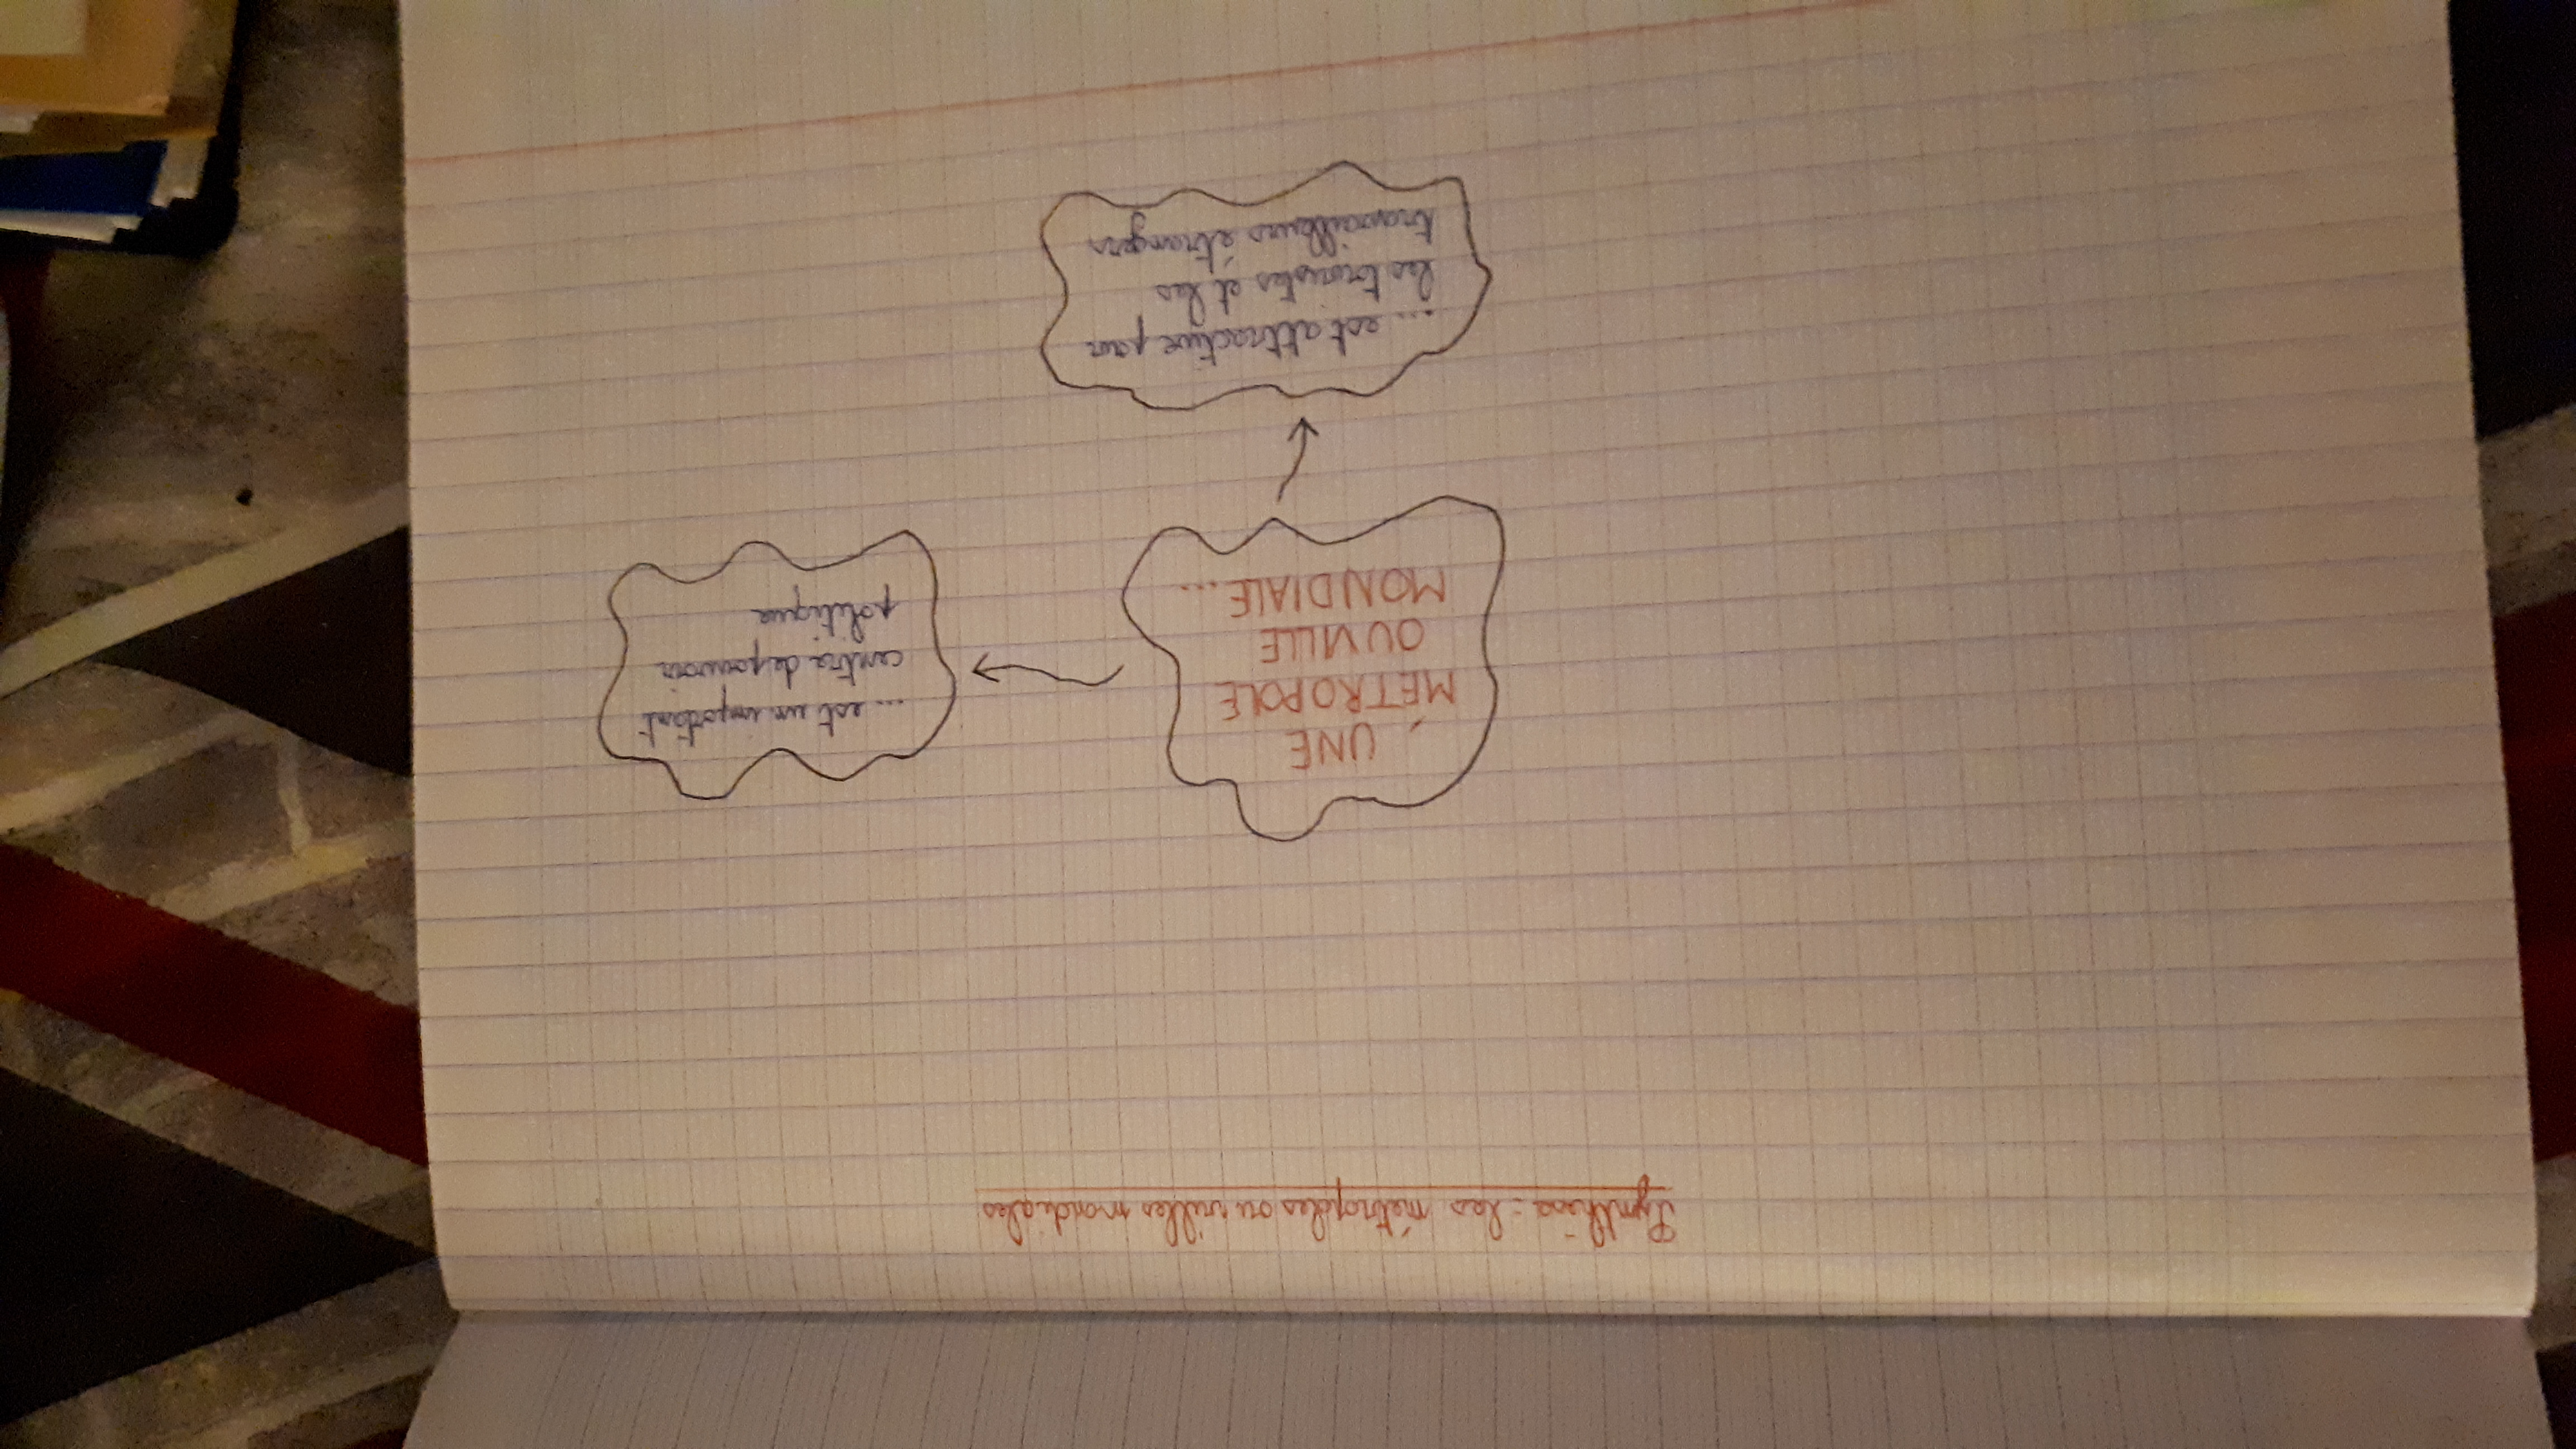 Synthèse : les métropoles ou villes mondiales
UNE
MÉTROPOLE
OU VILLE
MONDIALE...
... est un important
centre de pouvoir
politique
... est attractive pour
les touristes et les
travailleurs étrangers